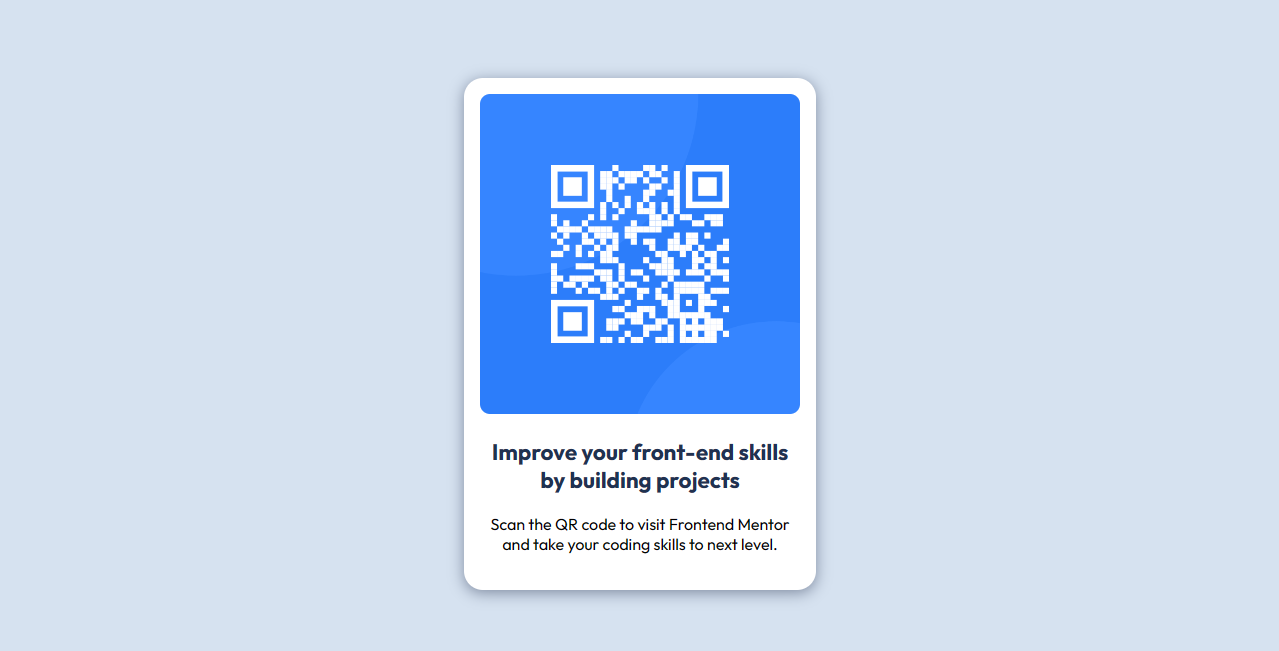 Improve your front-end skills
by building projects
Scan the QR code to visit Frontend Mentor
and take your coding skills to next level.